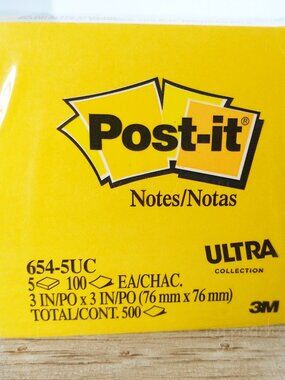 Post-it®
Notes/Notas
654-5UC
5 100 EA/CHAC.
3 IN/PO x 3 IN/PO (76 mm x 76 mm)
TOTAL/CONT. 500
ULTRA
COLLECTION
3M